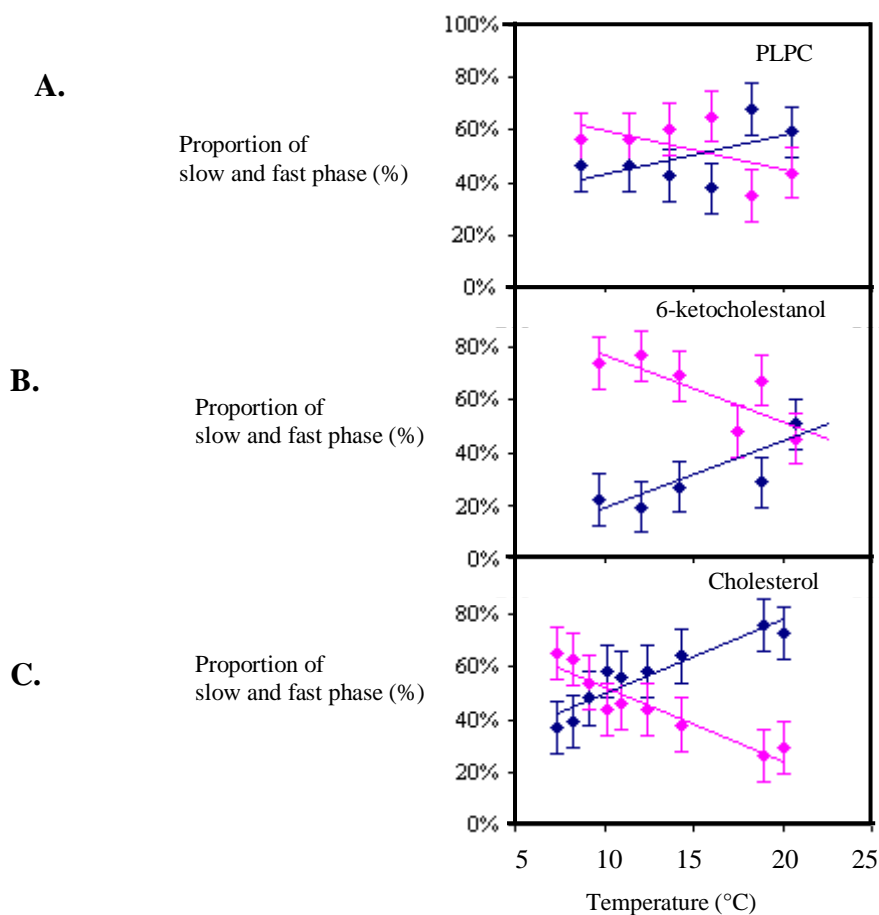 100%
PLPC
A.
80%
Proportion of
slow and fast phase (%)
60%
40%
20%
0%
6-ketocholestanol
80%
B.
Proportion of
slow and fast phase (%)
60%
40%
20%
0%
Cholesterol
80%
C.
Proportion of
slow and fast phase (%)
60%
40%
20%
0%
5 10 15 20 25
Temperature (°C)